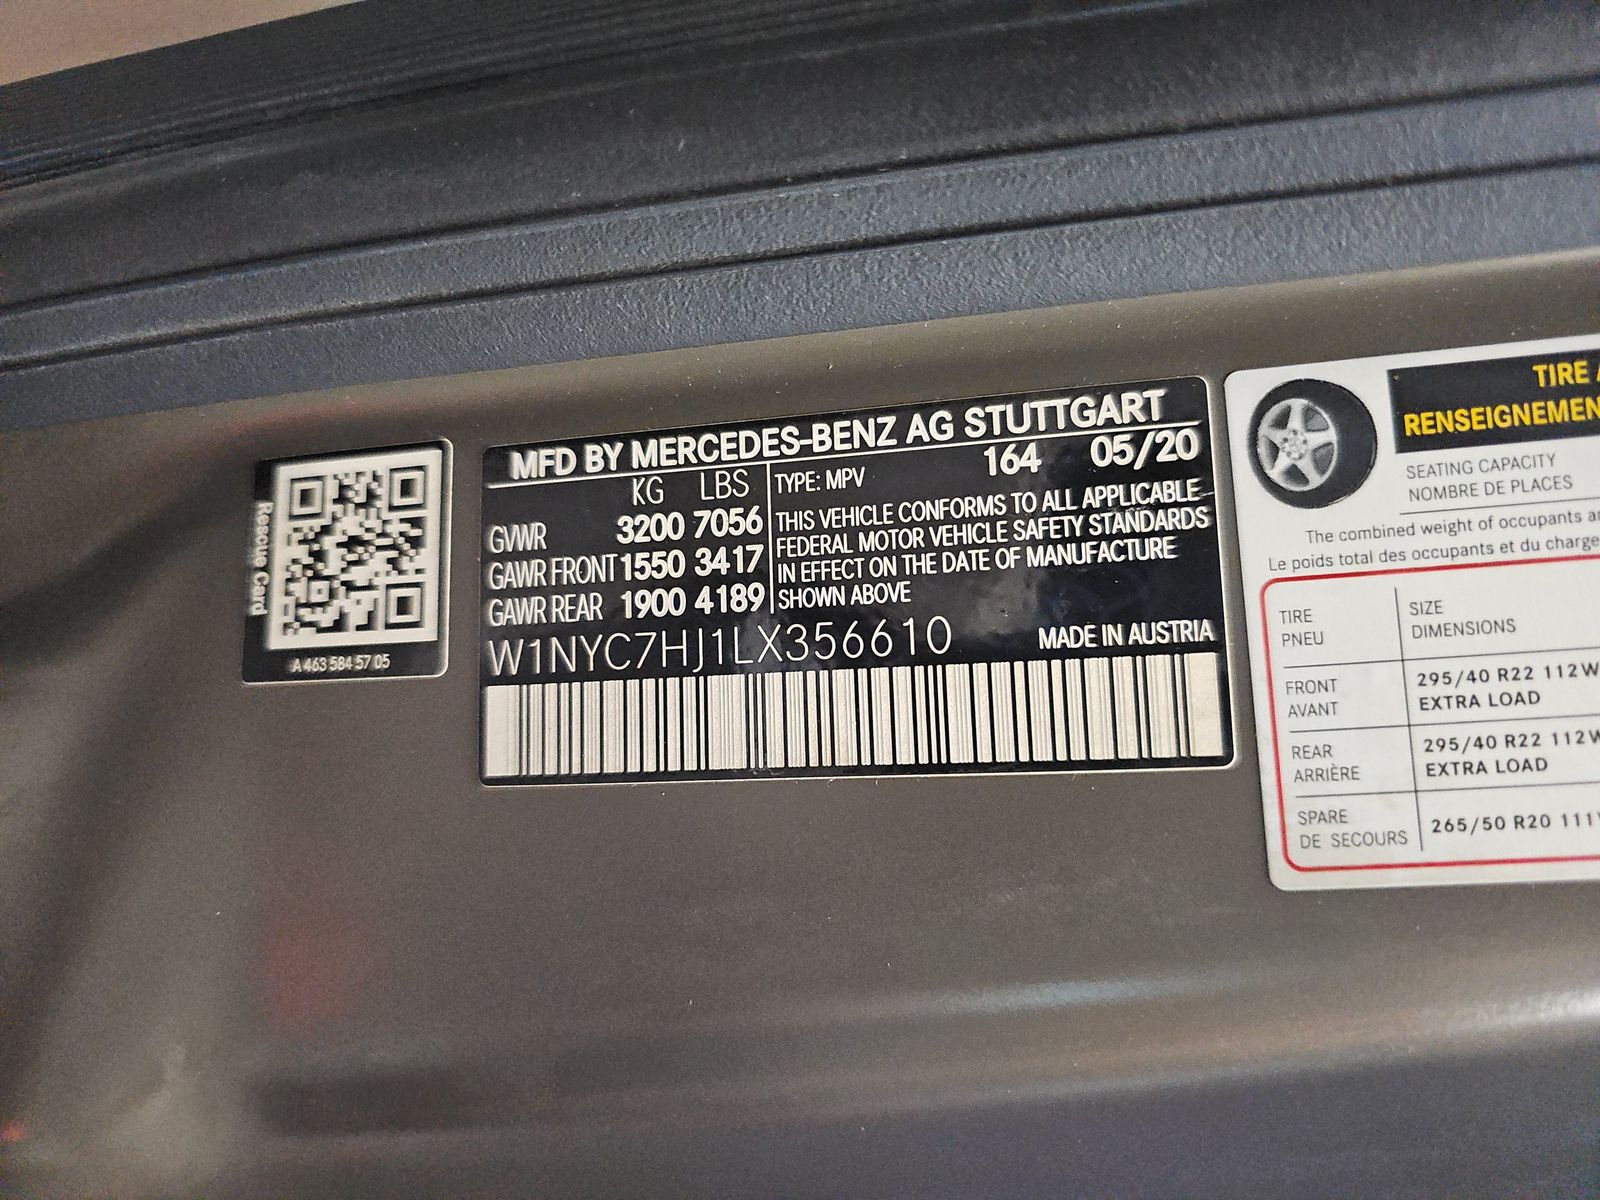 Rescue Card
A 463 584 57 05
MFD BY MERCEDES-BENZ AG STUTTGART
KG LBS
TYPE: MPV 164 05/20
GVWR 3200 7056
GAWR FRONT 1550 3417
GAWR REAR 1900 4189
THIS VEHICLE CONFORMS TO ALL APPLICABLE
FEDERAL MOTOR VEHICLE SAFETY STANDARDS
IN EFFECT ON THE DATE OF MANUFACTURE
SHOWN ABOVE
W1NYC7HJ1LX356610
MADE IN AUSTRIA
TIRE
RENSEIGNEMEN
SEATING CAPACITY
NOMBRE DE PLACES
The combined weight of occupants
Le poids total des occupants et du charge
TIRE
PNEU
SIZE
DIMENSIONS
FRONT
AVANT
295/40 R22 112W
EXTRA LOAD
REAR
ARRIÈRE
295/40 R22 112W
EXTRA LOAD
SPARE
DE SECOURS
265/50 R20 111